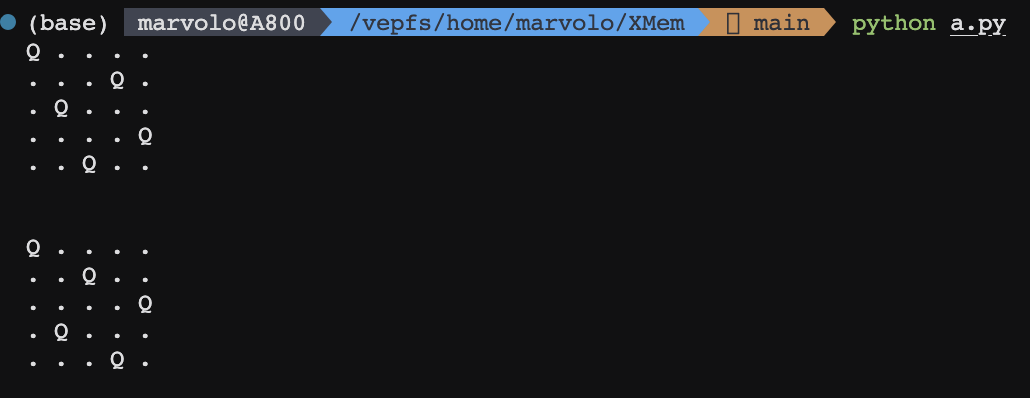 (base) marvolo@A800 /vepfs/home/marvolo/XMem main python a.py
Q . . . .
. . . Q .
. Q . . .
. . . . Q
. . Q . .
Q . . . .
. . Q . .
. . . . Q
. Q . . .
. . . Q .